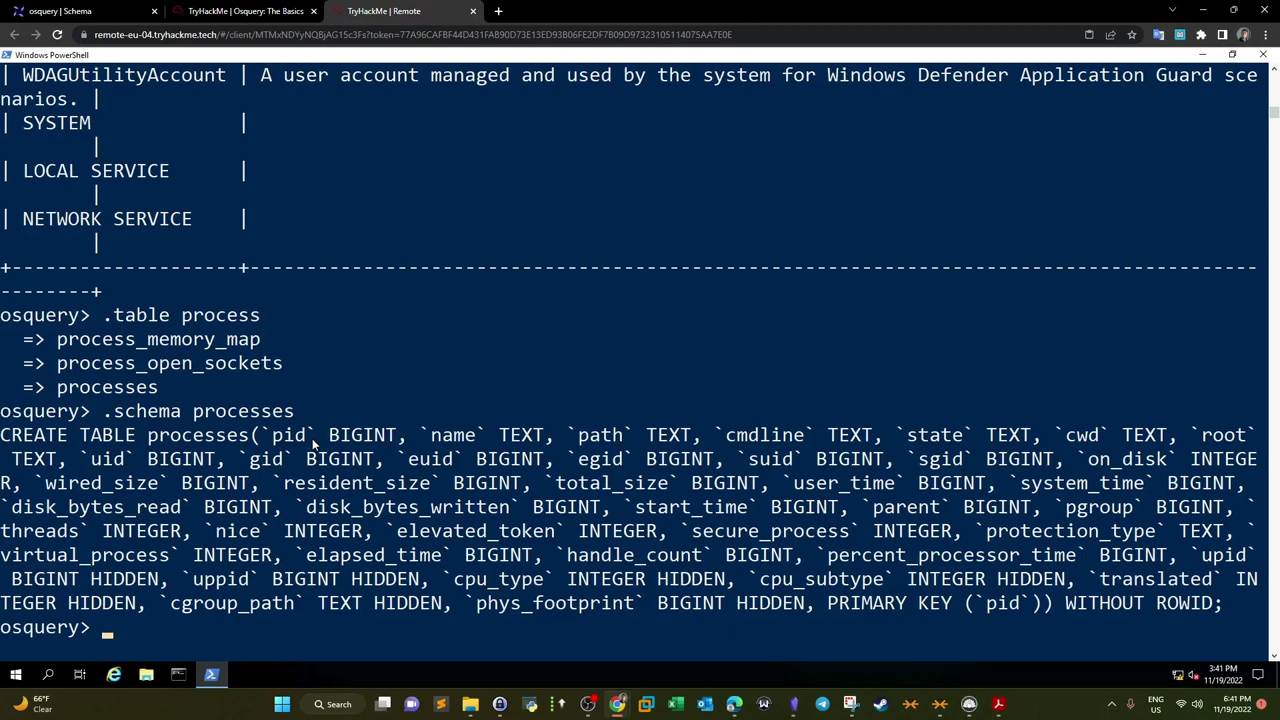 osquery | Schema
TryHackMe | Osquery: The Basics
TryHackMe | Remote
remote-eu-04.tryhackme.tech/#/client/MTMxNDYyNQBjAG15c3Fs?token=77A96CAFBF44D431FAB90D73E13ED3B06FE2DF7B09D97323105114075AA7E0E
Windows PowerShell
| WDAGUtilityAccount | A user account managed and used by the system for Windows Defender Application Guard sce
narios. |
| SYSTEM |
|
| LOCAL SERVICE |
|
| NETWORK SERVICE |
|
+--------------------+------------------------------------------------------------------------------------------
--------+
osquery> .table process
=> process_memory_map
=> process_open_sockets
=> processes
osquery> .schema processes
CREATE TABLE processes(`pid` BIGINT, `name` TEXT, `path` TEXT, `cmdline` TEXT, `state` TEXT, `cwd` TEXT, `root`
TEXT, `uid` BIGINT, `gid` BIGINT, `euid` BIGINT, `egid` BIGINT, `suid` BIGINT, `sgid` BIGINT, `on_disk` INTEGE
R, `wired_size` BIGINT, `resident_size` BIGINT, `total_size` BIGINT, `user_time` BIGINT, `system_time` BIGINT,
`disk_bytes_read` BIGINT, `disk_bytes_written` BIGINT, `start_time` BIGINT, `parent` BIGINT, `pgroup` BIGINT, `
threads` INTEGER, `nice` INTEGER, `elevated_token` INTEGER, `secure_process` INTEGER, `protection_type` TEXT, `
virtual_process` INTEGER, `elapsed_time` BIGINT, `handle_count` BIGINT, `percent_processor_time` BIGINT, `upid`
BIGINT HIDDEN, `uppid` BIGINT HIDDEN, `cpu_type` INTEGER HIDDEN, `cpu_subtype` INTEGER HIDDEN, `translated` IN
TEGER HIDDEN, `cgroup_path` TEXT HIDDEN, `phys_footprint` BIGINT HIDDEN, PRIMARY KEY (`pid`)) WITHOUT ROWID;
osquery>
3:41 PM
11/19/2022
66°F
Clear
Search
ENG
US
6:41 PM
11/19/2022